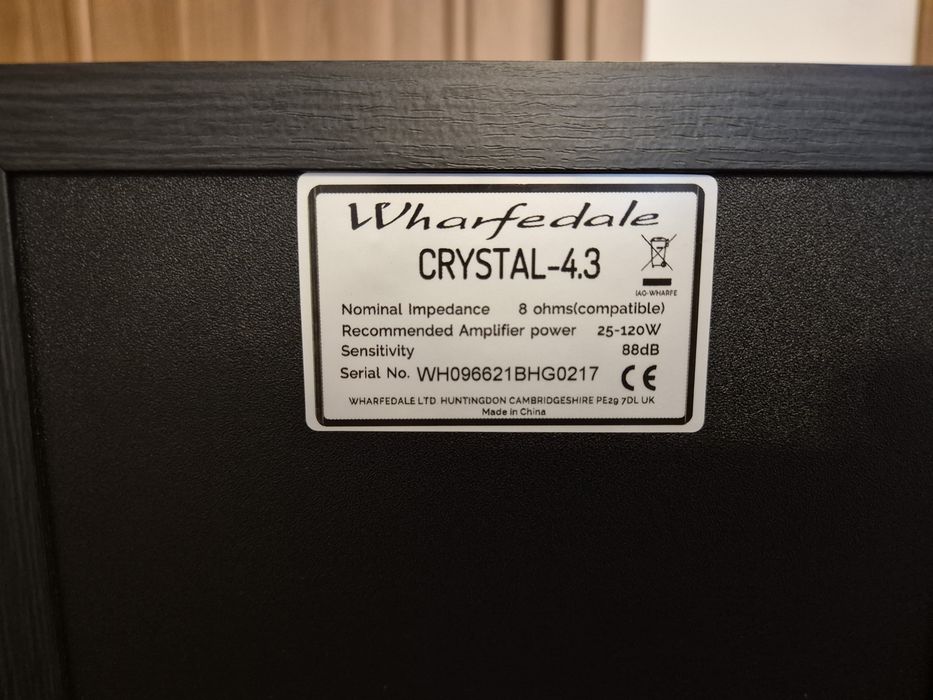 Wharfedale
CRYSTAL-4.3
IAG-WHARFE
Nominal Impedance 8 ohms(compatible)
Recommended Amplifier power 25-120W
Sensitivity 88dB
Serial No. WH096621BHG0217 CE
WHARFEDALE LTD HUNTINGDON CAMBRIDGESHIRE PE29 7DL UK
Made in China